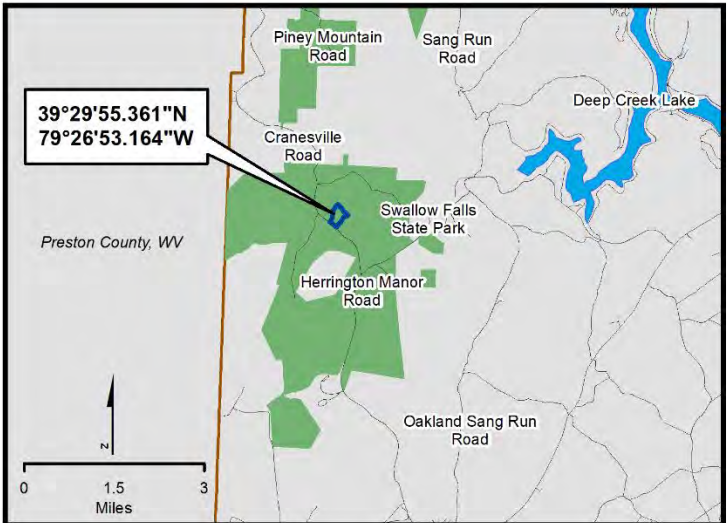 Piney Mountain
Road
Sang Run
Road
39°29'55.361"N
79°26'53.164"W
Deep Creek Lake
Cranesville
Road
Swallow Falls
State Park
Preston County, WV
Herrington Manor
Road
Oakland Sang Run
Road
N
0 1.5 3
Miles